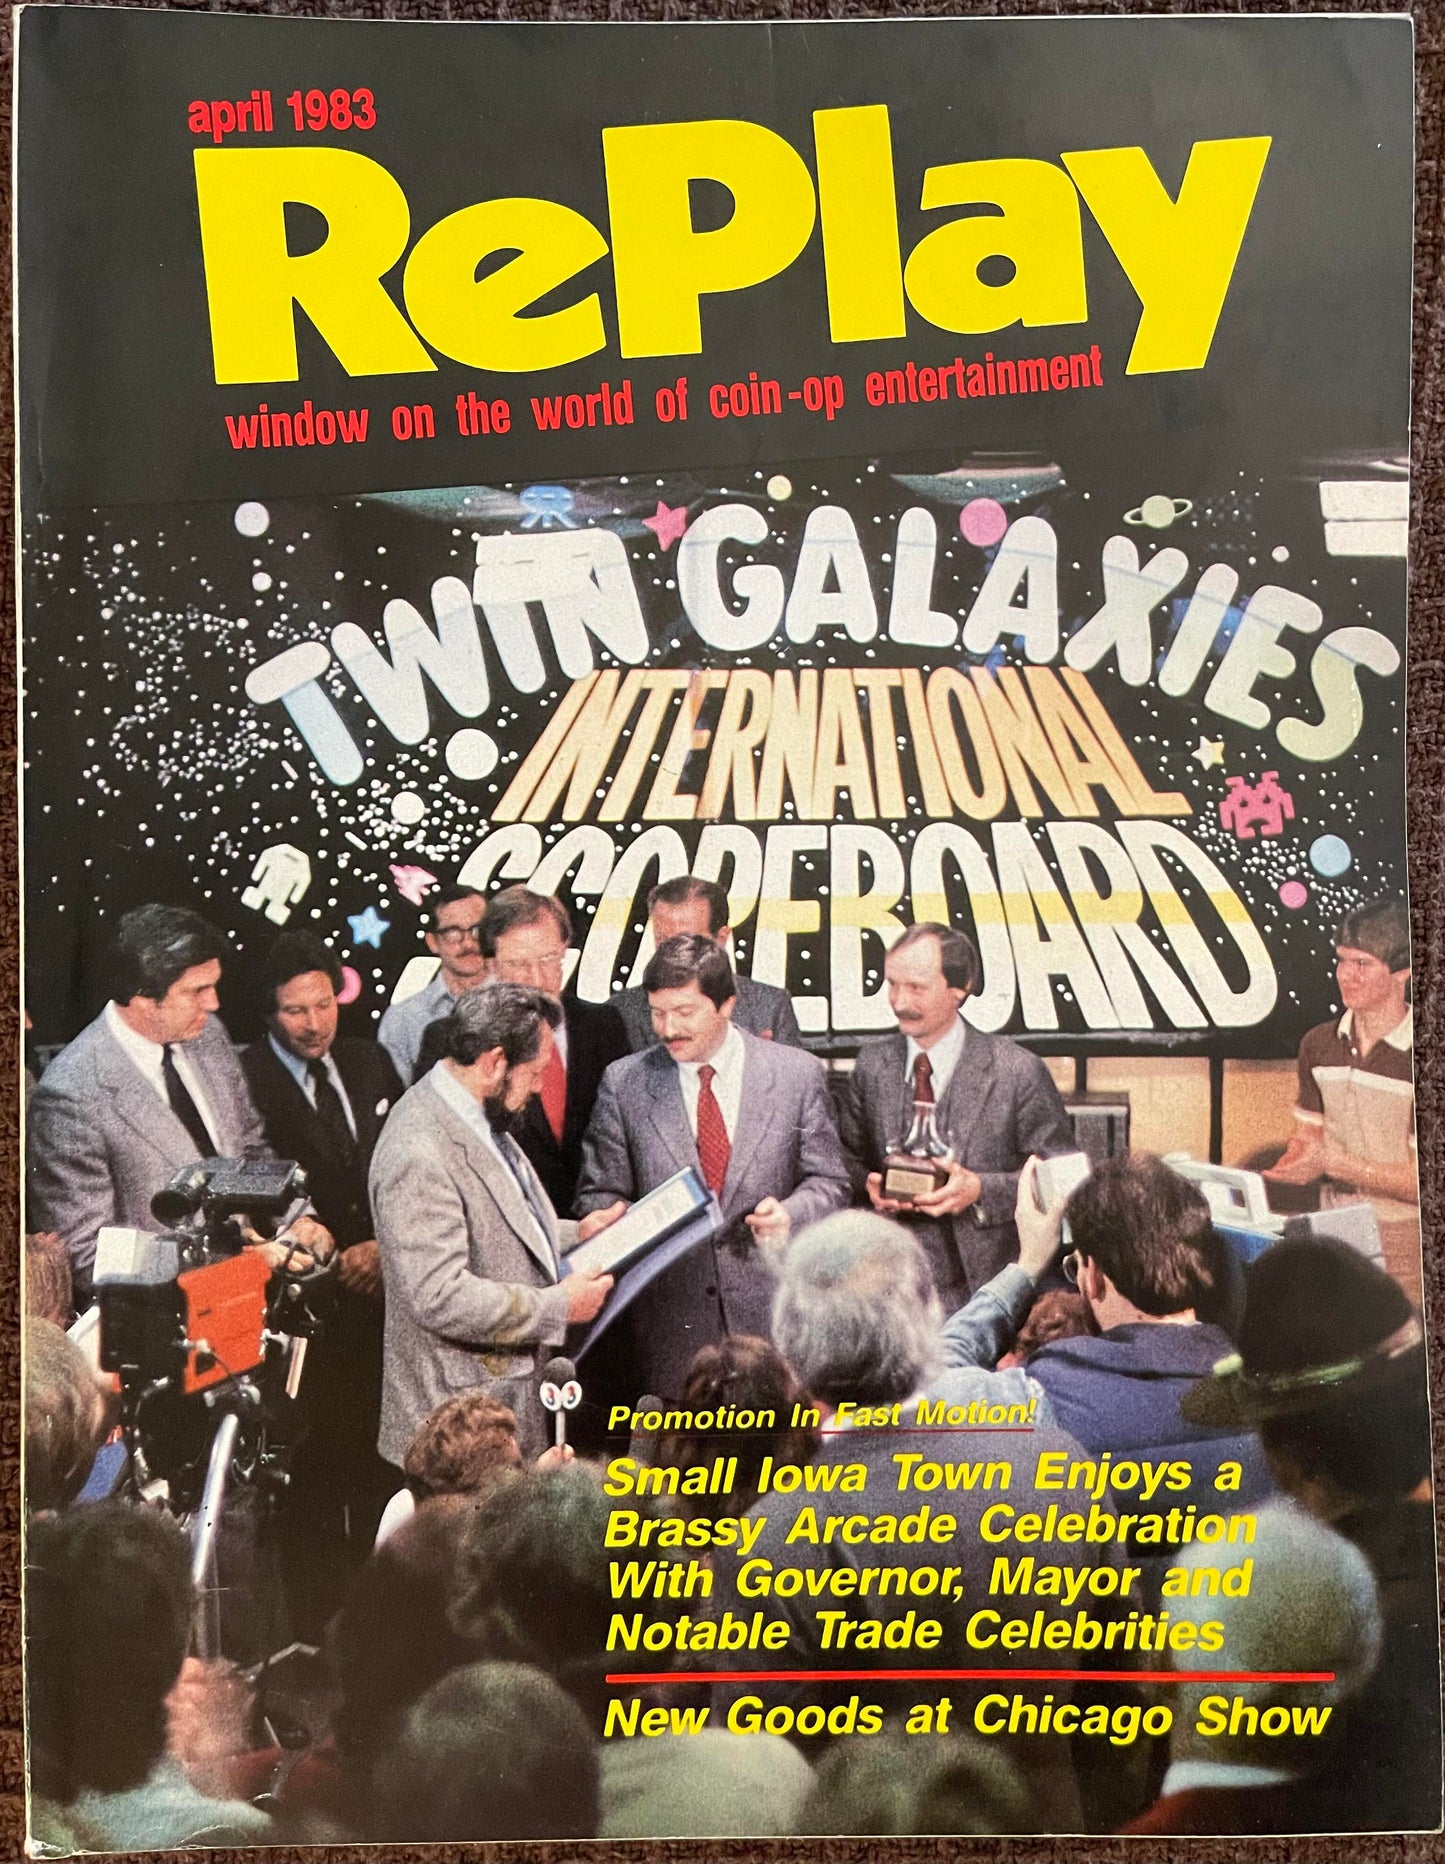 april 1983
RePlay
window on the world of coin-op entertainment
TWIN GALAXIES
INTERNATIONAL
SCOREBOARD
Promotion In Fast Motion!
Small Iowa Town Enjoys a
Brassy Arcade Celebration
With Governor, Mayor and
Notable Trade Celebrities
New Goods at Chicago Show